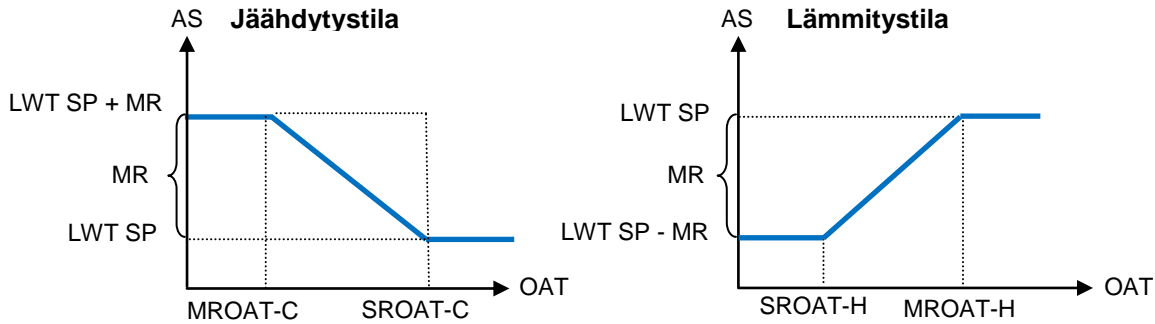 AS Jäähdytystila
LWT SP + MR
MR
LWT SP
OAT
MROAT-C SROAT-C
AS Lämmitystila
LWT SP
MR
LWT SP - MR
OAT
SROAT-H MROAT-H